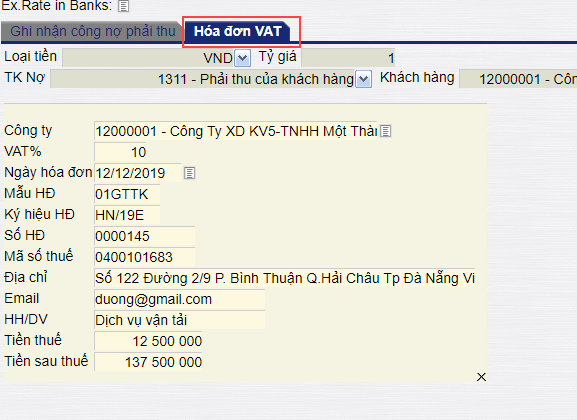 Ex.Rate in Banks:
Ghi nhận công nợ phải thu Hóa đơn VAT
Loại tiền VND Tỷ giá 1
TK Nợ 1311 - Phải thu của khách hàng Khách hàng 12000001 - Côn
Công ty 12000001 - Công Ty XD KV5-TNHH Một Thàn
VAT% 10
Ngày hóa đơn 12/12/2019
Mẫu HĐ 01GTTK
Ký hiệu HĐ HN/19E
Số HĐ 0000145
Mã số thuế 0400101683
Địa chỉ Số 122 Đường 2/9 P. Bình Thuận Q.Hải Châu Tp Đà Nẵng Vi
Email duong@gmail.com
HH/DV Dịch vụ vận tải
Tiền thuế 12 500 000
Tiền sau thuế 137 500 000